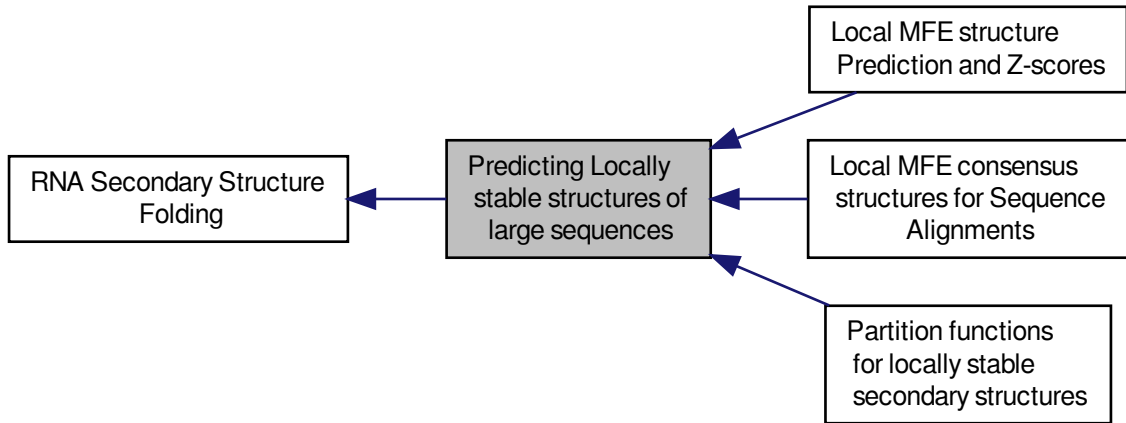 RNA Secondary Structure
Folding
Predicting Locally
stable structures of
large sequences
Local MFE structure
Prediction and Z-scores
Local MFE consensus
structures for Sequence
Alignments
Partition functions
for locally stable
secondary structures